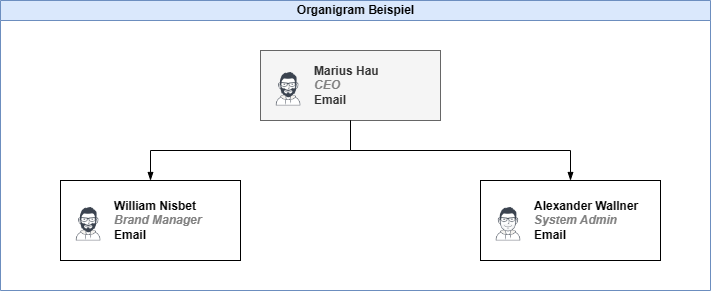 Organigram Beispiel
Marius Hau
CEO
Email
William Nisbet
Brand Manager
Email
Alexander Wallner
System Admin
Email